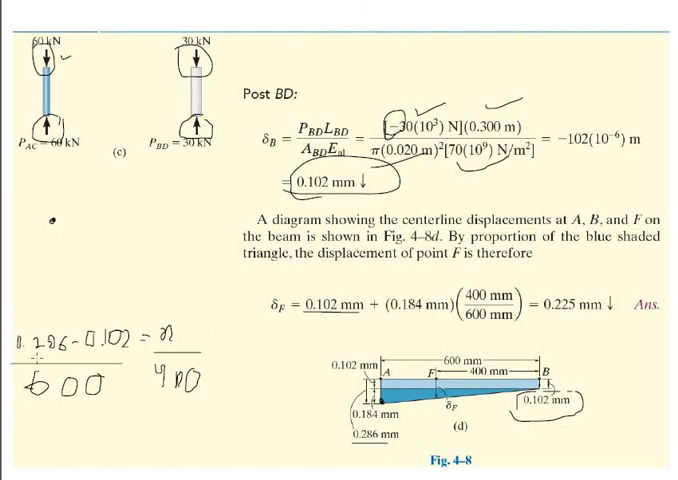 60 kN
30 kN
P_AC = 60 kN
P_BD = 30 kN
(c)
Post BD:
δ_B = P_BD L_BD / A_BD E_al = [−30(10³) N](0.300 m) / π(0.020 m)²[70(10⁹) N/m²] = −102(10⁻⁶) m
= 0.102 mm ↓
A diagram showing the centerline displacements at A, B, and F on
the beam is shown in Fig. 4–8d. By proportion of the blue shaded
triangle, the displacement of point F is therefore
δ_F = 0.102 mm + (0.184 mm)(400 mm / 600 mm) = 0.225 mm ↓ Ans.
0.286 - 0.102 / 600 = x / 400
600 mm
0.102 mm
A
F
400 mm
B
0.102 mm
δ_F
0.184 mm
(d)
0.286 mm
Fig. 4–8